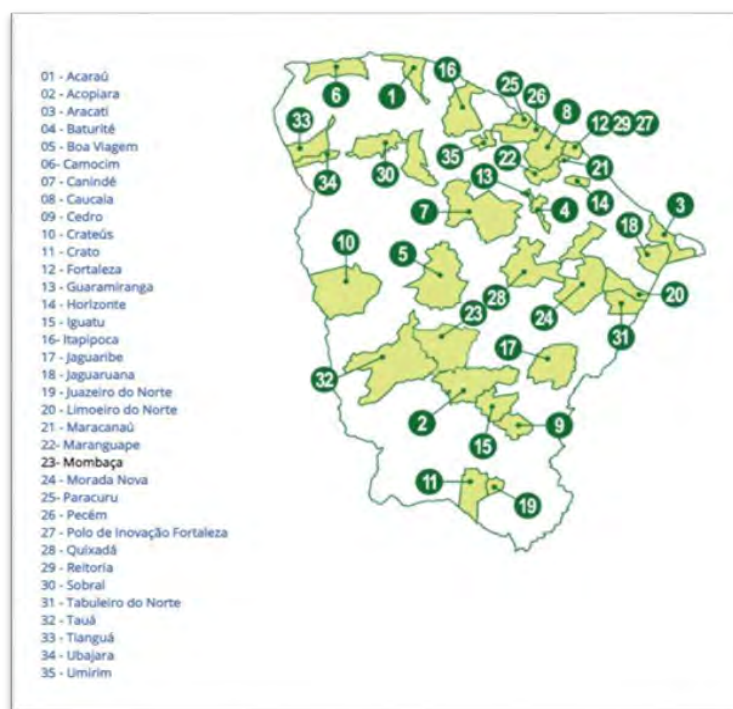 01 - Acaraú
02 - Acopiara
03 - Aracati
04 - Baturité
05 - Boa Viagem
06- Camocim
07 - Canindé
08 - Caucaia
09 - Cedro
10 - Crateús
11 - Crato
12 - Fortaleza
13 - Guaramiranga
14 - Horizonte
15 - Iguatu
16- Itapipoca
17 - Jaguaribe
18 - Jaguaruana
19 - Juazeiro do Norte
20 - Limoeiro do Norte
21 - Maracanaú
22- Maranguape
23- Mombaça
24 - Morada Nova
25- Paracuru
26 - Pecém
27 - Polo de Inovação Fortaleza
28 - Quixadá
29 - Reitoria
30 - Sobral
31 - Tabuleiro do Norte
32 - Tauá
33 - Tianguá
34 - Ubajara
35 - Umirim
16
25
6
1
26
8
33
12 29 27
35
22
34
30
13
21
7
4
14
3
10
5
18
28
20
23
24
31
17
32
2
15
9
11
19